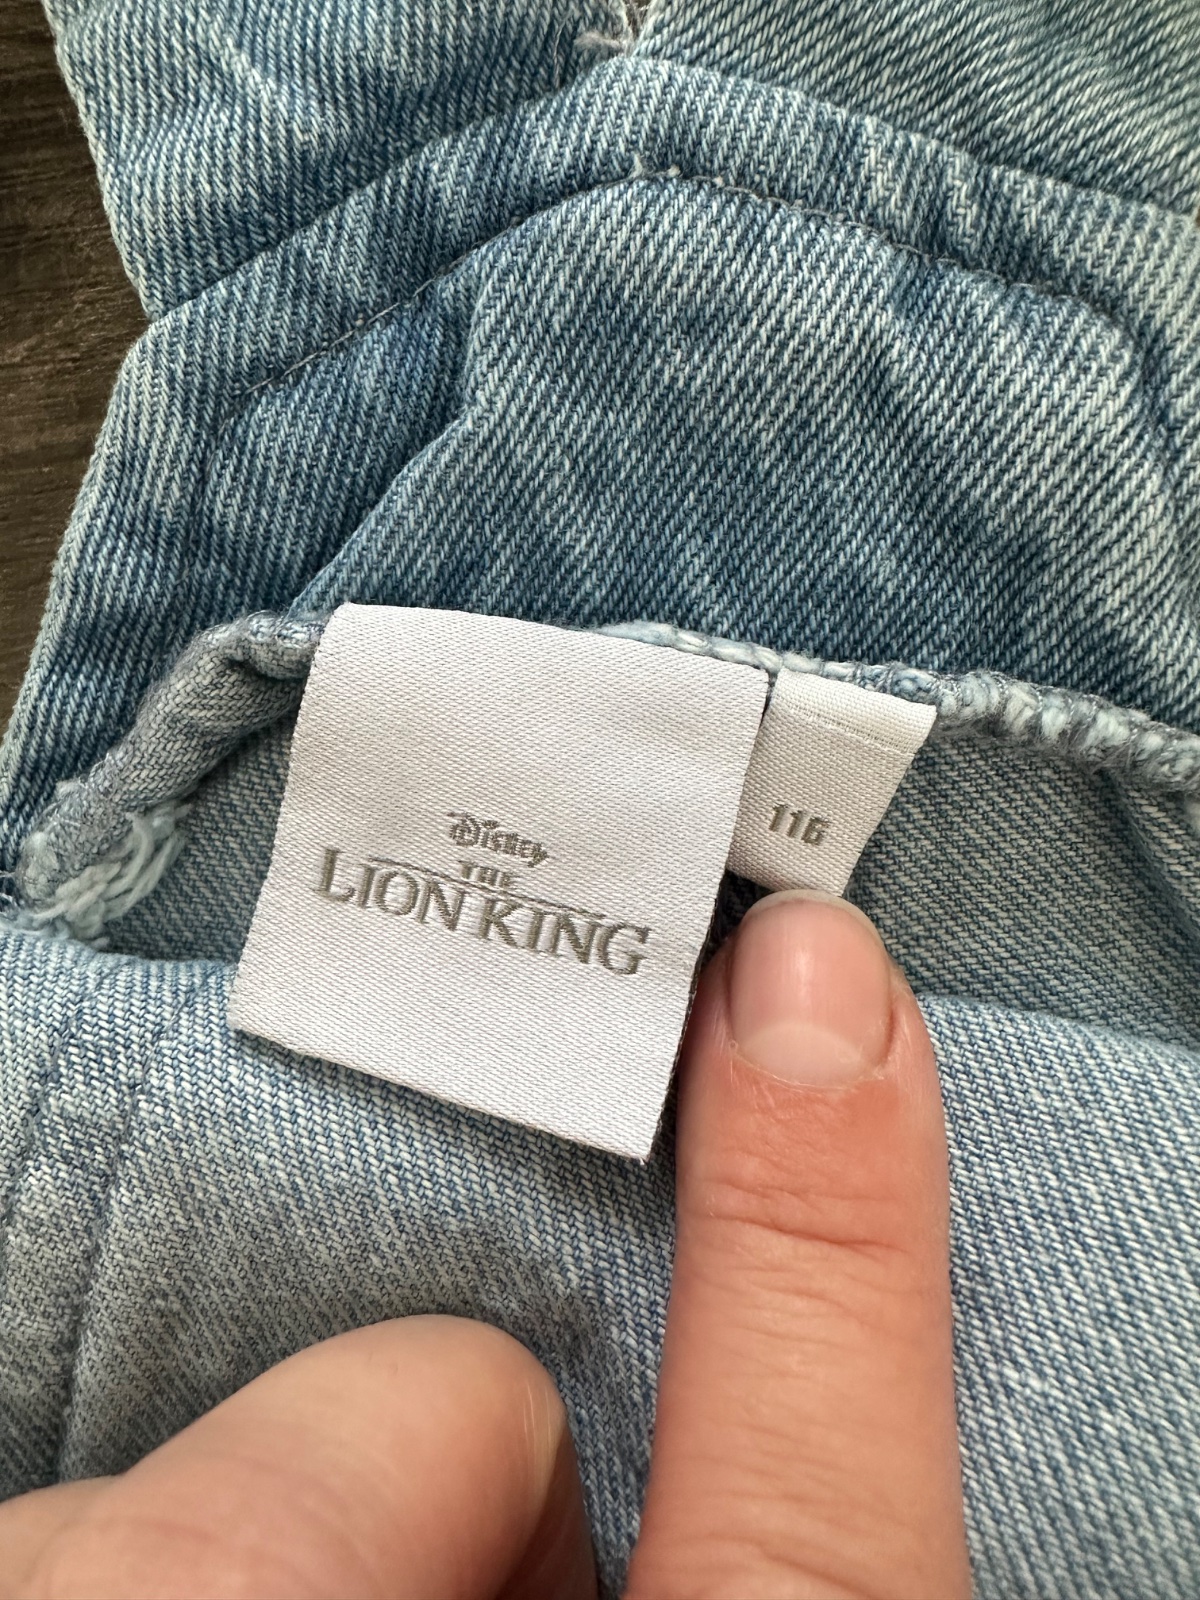 Disney
THE
LION KING
116